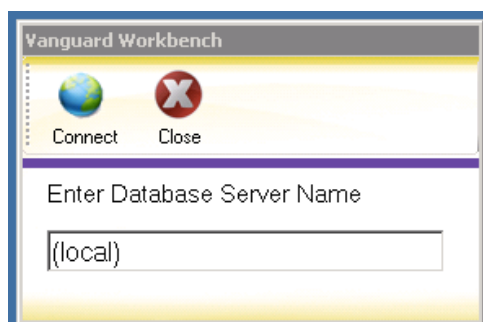 Vanguard Workbench
Connect Close
Enter Database Server Name
(local)